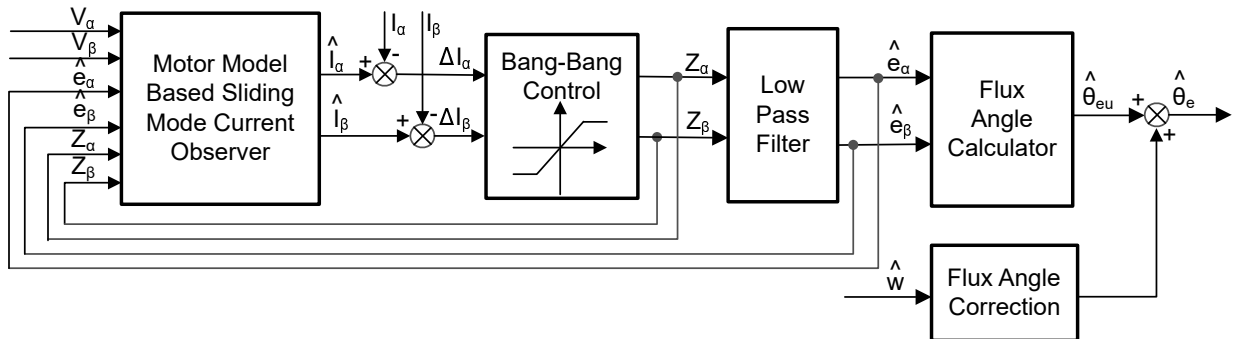 Vα
Vβ
êα
êβ
Zα
Zβ
Motor Model
Based Sliding
Mode Current
Observer
Îα
Îβ
+
-
Iα
Iβ
+
-
ΔIα
ΔIβ
Bang-Bang
Control
Zα
Zβ
Low
Pass
Filter
êα
êβ
Flux
Angle
Calculator
θ̂eu
+
+
θ̂e
ŵ
Flux Angle
Correction